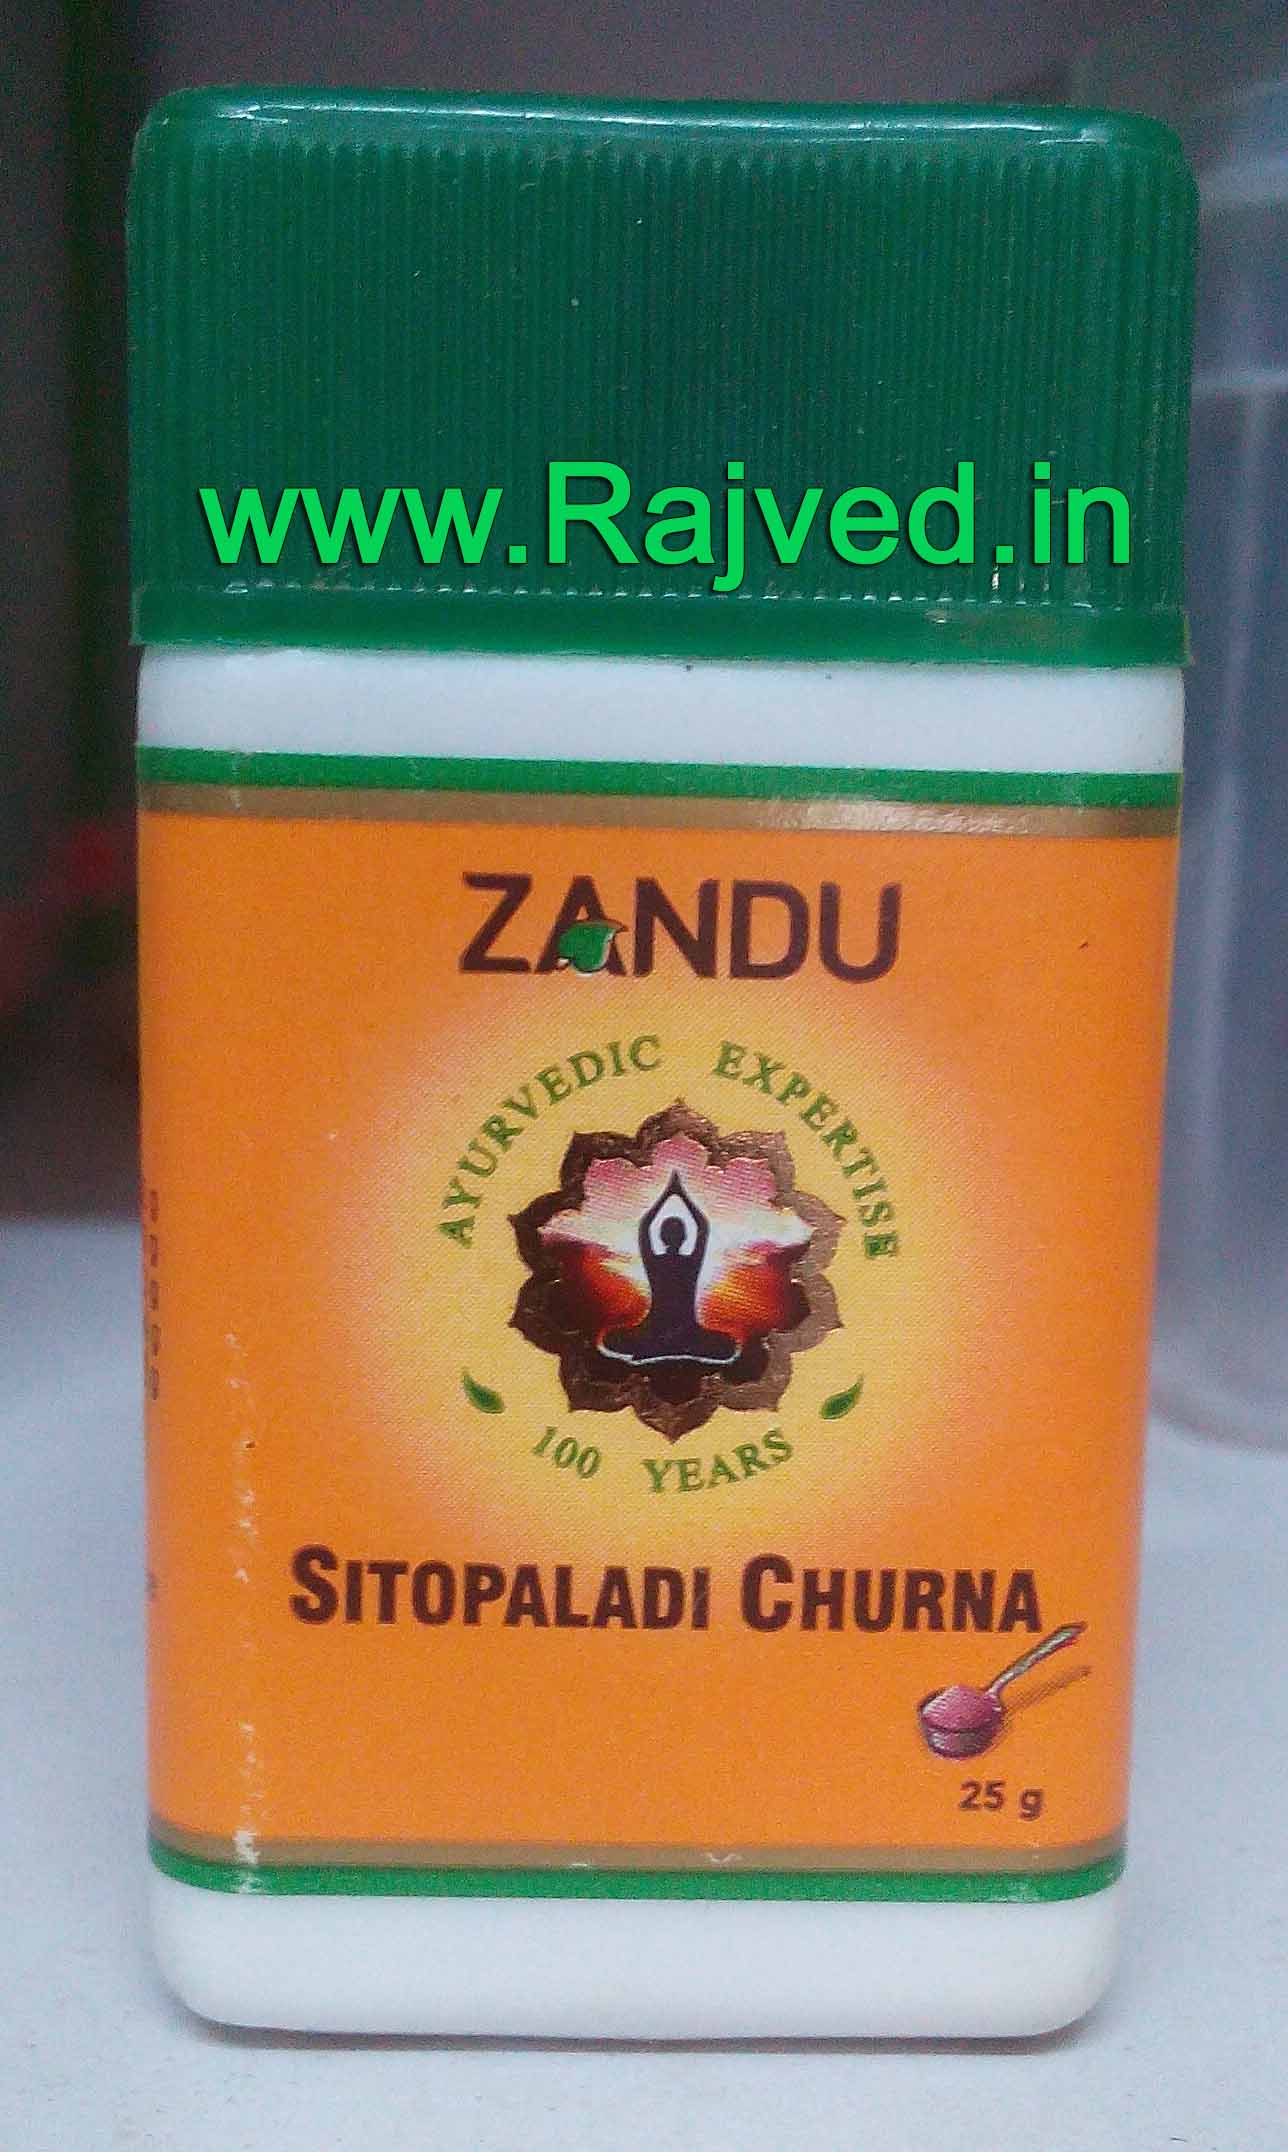 www.Rajved.in
ZANDU
AYURVEDIC EXPERTISE
100 YEARS
SITOPALADI CHURNA
25 g